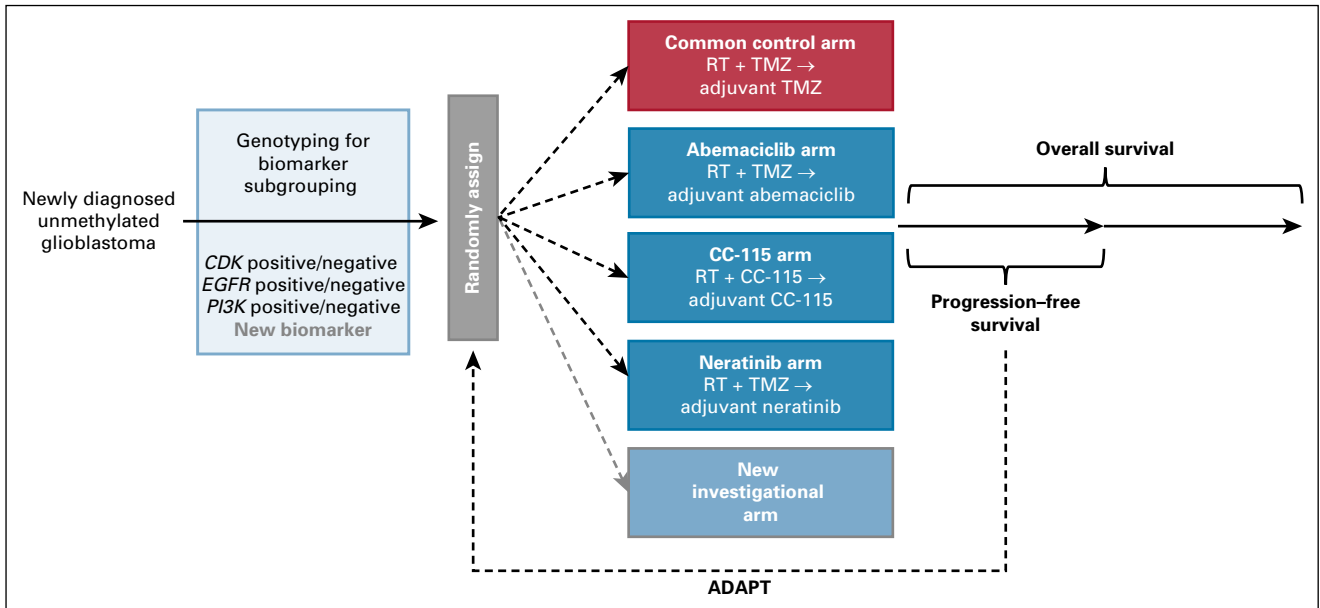 Newly diagnosed
unmethylated
glioblastoma
Genotyping for
biomarker
subgrouping
CDK positive/negative
EGFR positive/negative
PI3K positive/negative
New biomarker
Randomly assign
Common control arm
RT + TMZ →
adjuvant TMZ
Abemaciclib arm
RT + TMZ →
adjuvant abemaciclib
CC-115 arm
RT + CC-115 →
adjuvant CC-115
Neratinib arm
RT + TMZ →
adjuvant neratinib
New
investigational
arm
Overall survival
Progression–free
survival
ADAPT